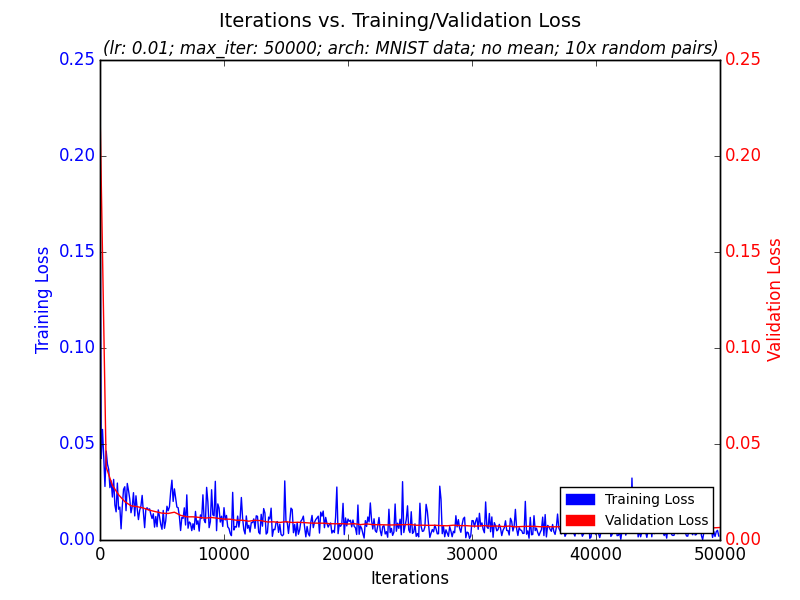 Iterations vs. Training/Validation Loss
(lr: 0.01; max_iter: 50000; arch: MNIST data; no mean; 10x random pairs)
0.25
0.20
0.15
0.10
0.05
0.00
Training Loss
0.25
0.20
0.15
0.10
0.05
0.00
Validation Loss
Training Loss
Validation Loss
0 10000 20000 30000 40000 50000
Iterations